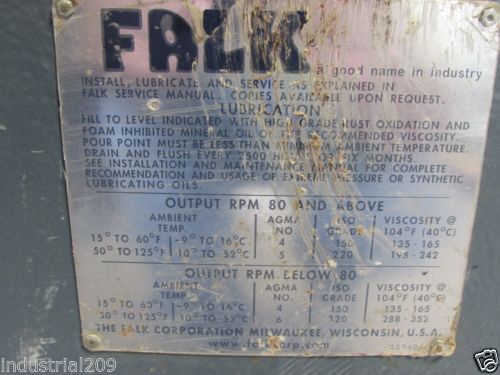 FALK
a good name in industry
INSTALL, LUBRICATE AND SERVICE AS EXPLAINED IN
FALK SERVICE MANUAL. COPIES AVAILABLE UPON REQUEST.
LUBRICATION
FILL TO LEVEL INDICATED WITH HIGH GRADE RUST OXIDATION AND
FOAM INHIBITED MINERAL OIL OF THE RECOMMENDED VISCOSITY.
POUR POINT MUST BE LESS THAN MINIMUM AMBIENT TEMPERATURE.
DRAIN AND FLUSH EVERY 2500 HOURS OR SIX MONTHS.
SEE INSTALLATION AND MAINTENANCE MANUAL FOR COMPLETE
RECOMMENDATION AND USAGE OF EXTREME PRESSURE OR SYNTHETIC
LUBRICATING OILS.
OUTPUT RPM 80 AND ABOVE
AMBIENT TEMP. AGMA NO ISO GRADE VISCOSITY @ 104°F (40°C)
15°TO 60°F -9°TO 16°C 4 150 135-165
50°TO 125°F 10°TO 52°C 5 220 198-242
OUTPUT RPM BELOW 80
AMBIENT TEMP. AGMA NO. ISO GRADE VISCOSITY @ 104°F (40°C)
15°TO 60°F -9°TO 16°C 4 150 135-165
50°TO 125°F 10°TO 52°C 6 320 288-352
THE FALK CORPORATION MILWAUKEE, WISCONSIN, U.S.A.
www.falkcorp.com
industrial209